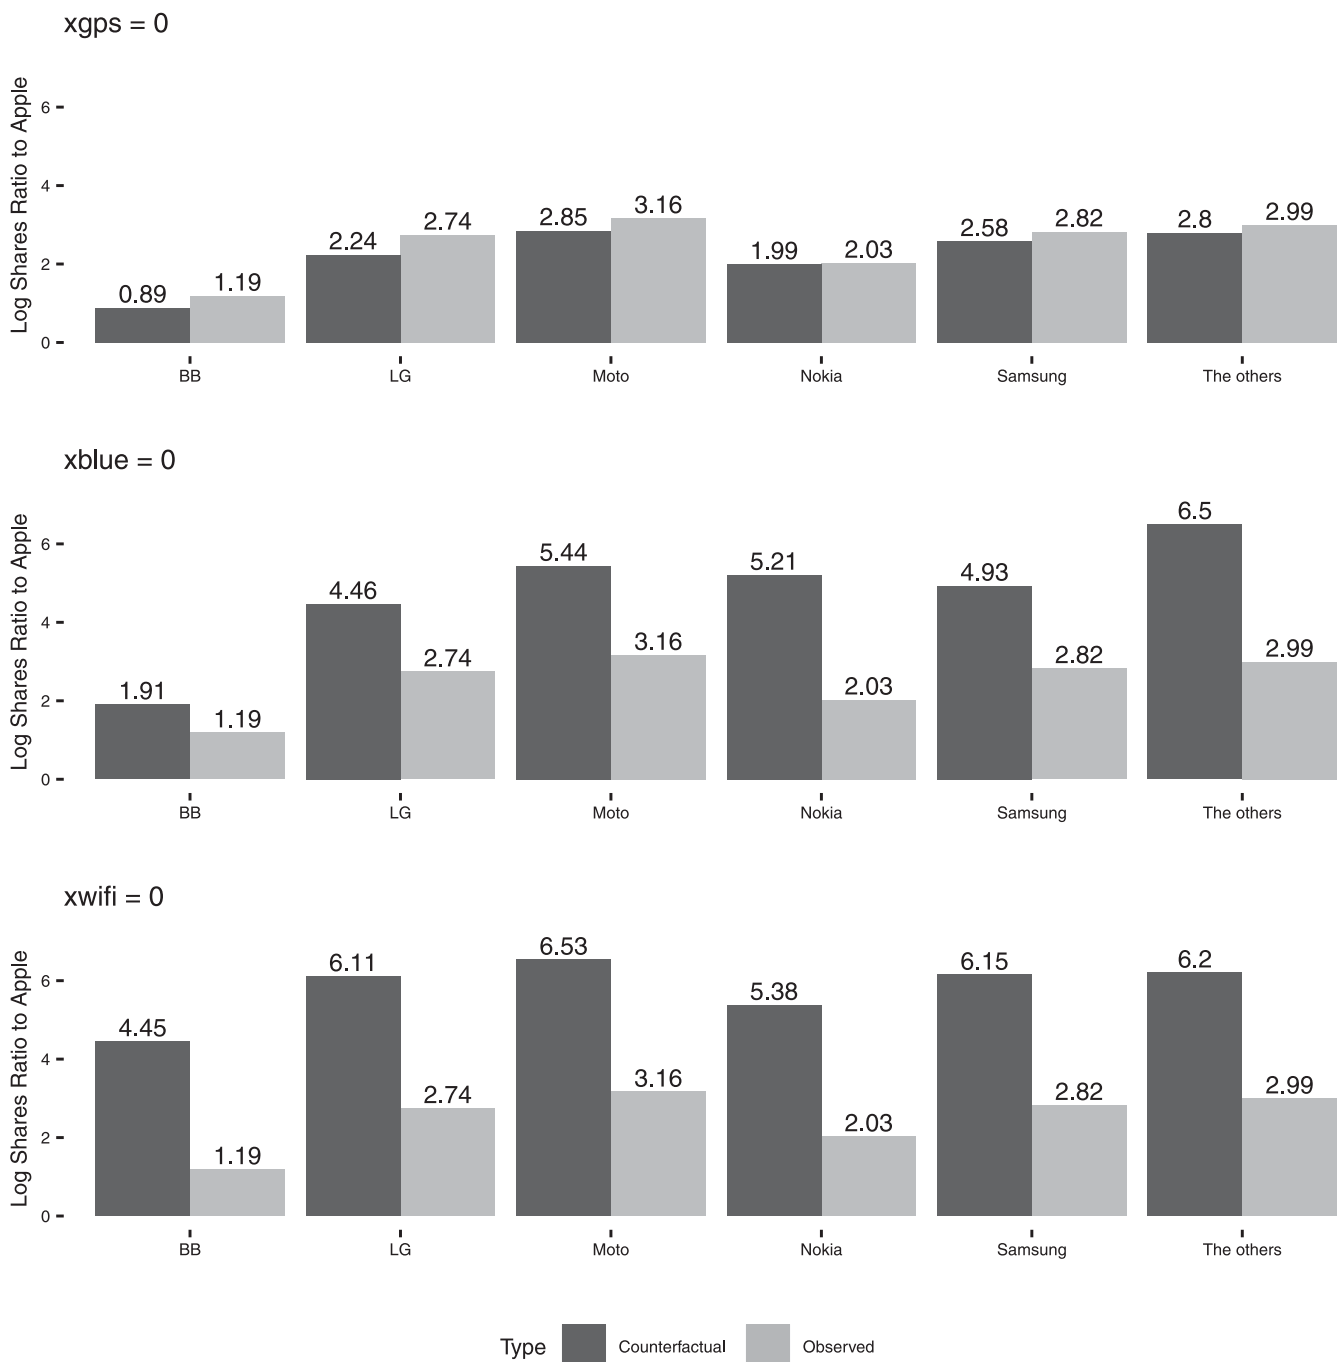 xgps = 0
Log Shares Ratio to Apple
6
4
2
0
0.89 1.19 2.24 2.74 2.85 3.16 1.99 2.03 2.58 2.82 2.8 2.99
BB LG Moto Nokia Samsung The others
xblue = 0
Log Shares Ratio to Apple
6
4
2
0
1.91 1.19 4.46 2.74 5.44 3.16 5.21 2.03 4.93 2.82 6.5 2.99
BB LG Moto Nokia Samsung The others
xwifi = 0
Log Shares Ratio to Apple
6
4
2
0
4.45 1.19 6.11 2.74 6.53 3.16 5.38 2.03 6.15 2.82 6.2 2.99
BB LG Moto Nokia Samsung The others
Type Counterfactual Observed